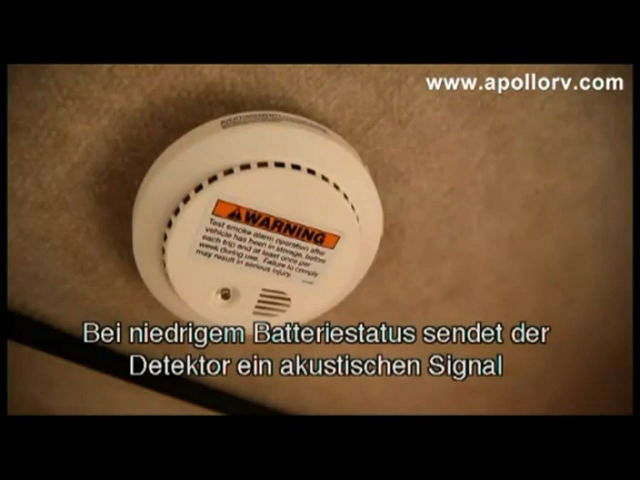 www.apollorv.com
WARNING
Test smoke alarm operation after
vehicle has been in storage, before
each trip and at least once per
week during use. Failure to comply
may result in serious injury.
Bei niedrigem Batteriestatus sendet der
Detektor ein akustischen Signal